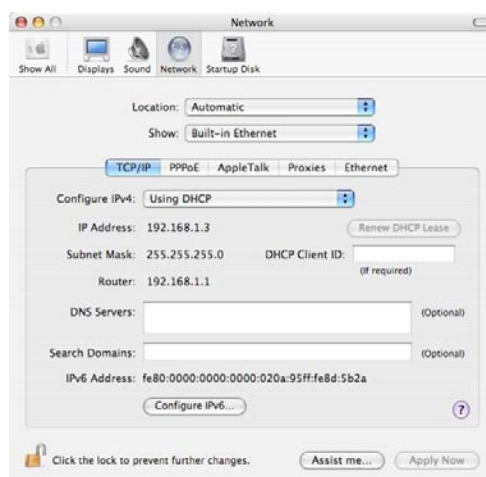 Network
Show All Displays Sound Network Startup Disk
Location: Automatic
Show: Built-in Ethernet
TCP/IP PPPoE AppleTalk Proxies Ethernet
Configure IPv4: Using DHCP
IP Address: 192.168.1.3 Renew DHCP Lease
Subnet Mask: 255.255.255.0 DHCP Client ID:
(If required)
Router: 192.168.1.1
DNS Servers: (Optional)
Search Domains: (Optional)
IPv6 Address: fe80:0000:0000:0000:020a:95ff:fe8d:5b2a
Configure IPv6...
?
Click the lock to prevent further changes. Assist me... Apply Now